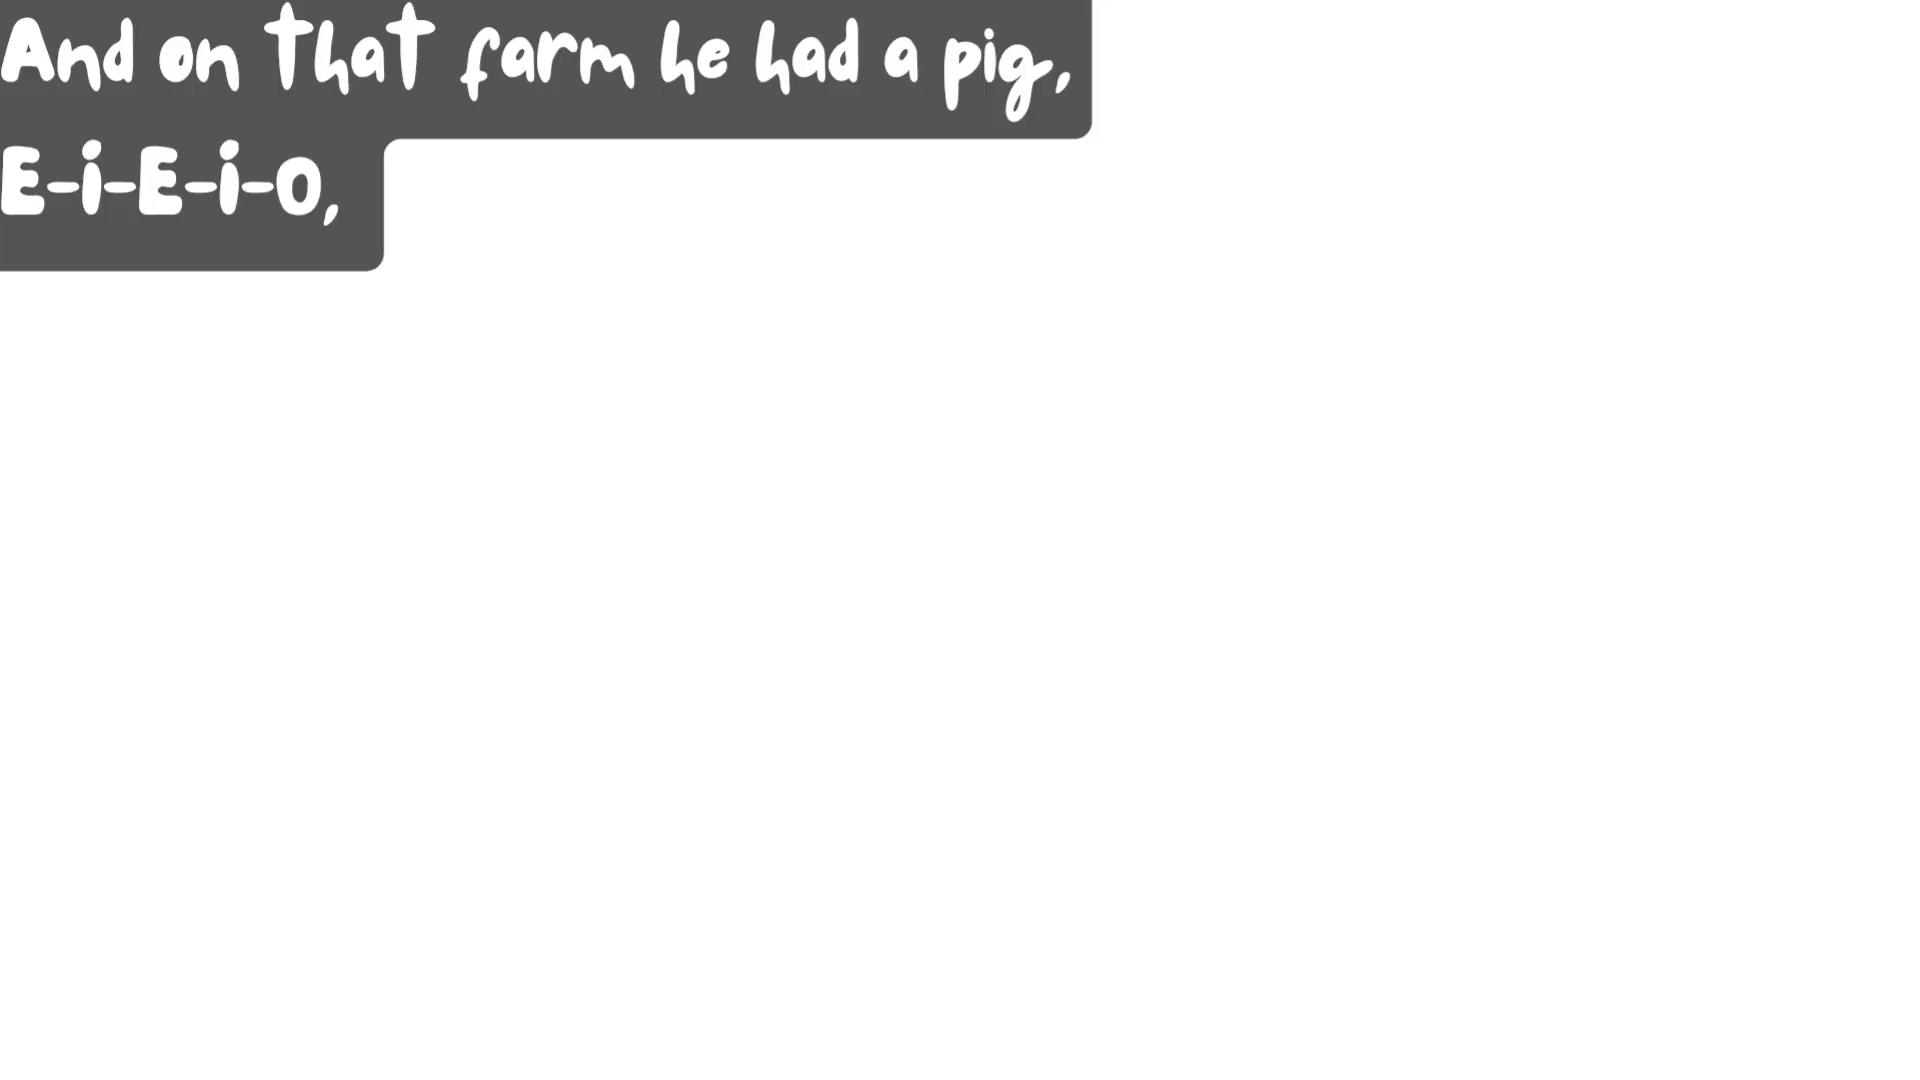 And on that farm he had a pig,
E-i-E-i-O,